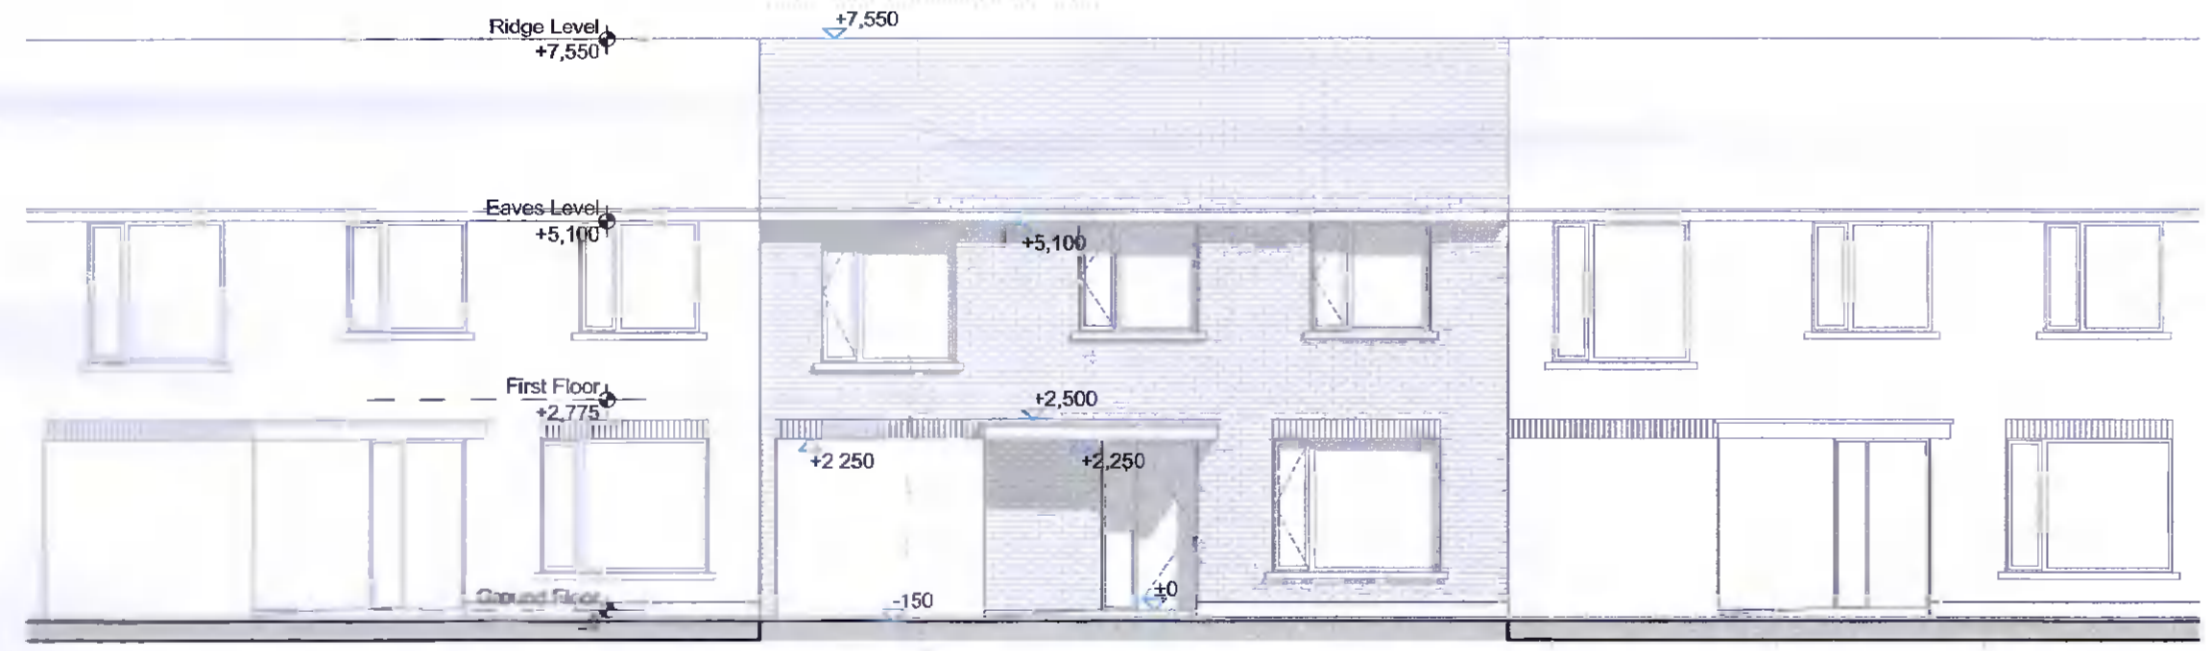 Ridge Level
+7,550
+7,550
Eaves Level
+5,100
+5,100
First Floor
+2,775
+2,500
+2 250
+2,250
Ground Floor
-150
±0